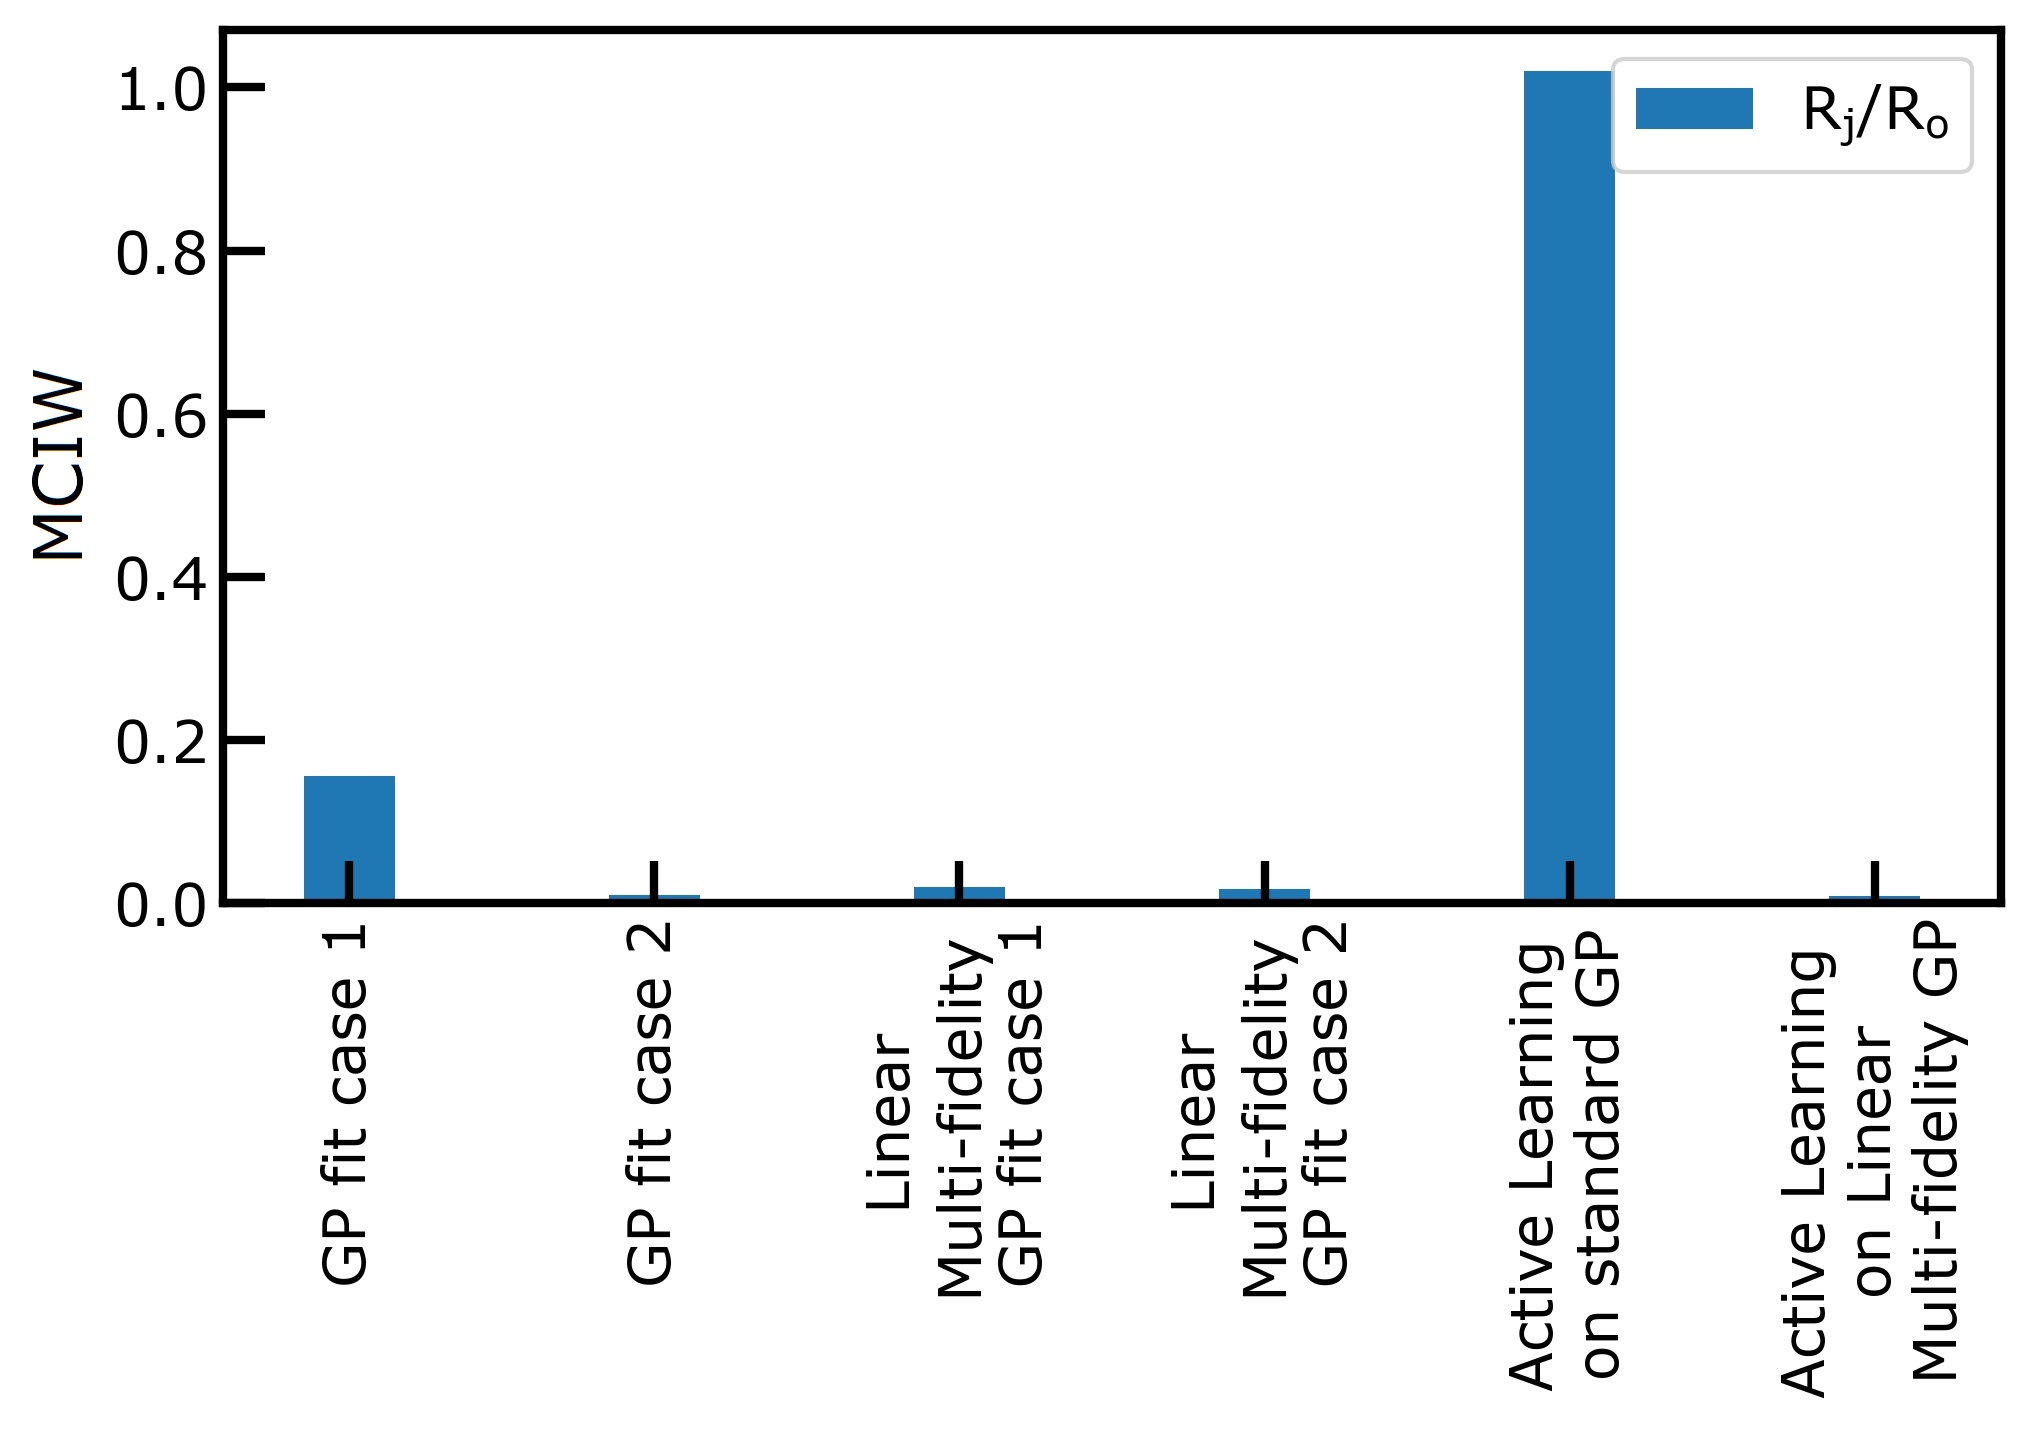 MCIW
1.0
0.8
0.6
0.4
0.2
0.0
Rj/Ro
GP fit case 1
GP fit case 2
Linear
Multi-fidelity
GP fit case 1
Linear
Multi-fidelity
GP fit case 2
Active Learning
on standard GP
Active Learning
on Linear
Multi-fidelity GP